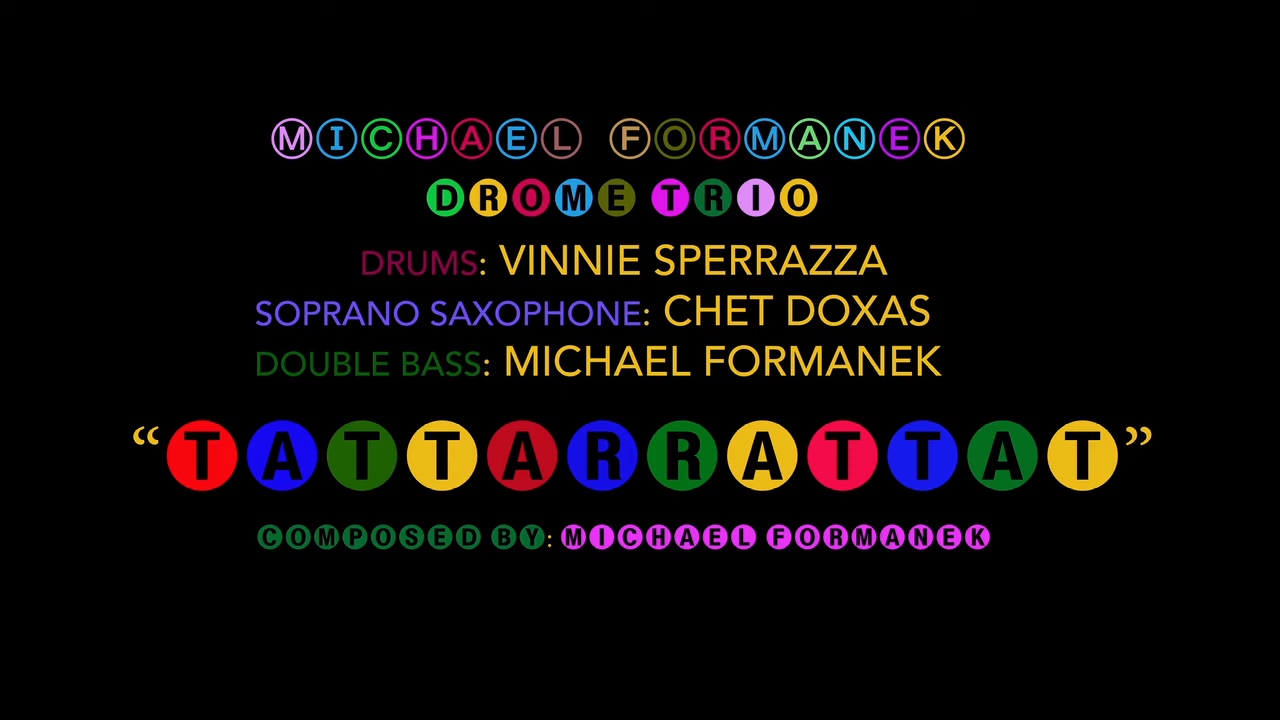 MICHAEL FORMANEK
DROME TRIO
DRUMS: VINNIE SPERRAZZA
SOPRANO SAXOPHONE: CHET DOXAS
DOUBLE BASS: MICHAEL FORMANEK
“TATTARRATTAT”
COMPOSED BY: MICHAEL FORMANEK